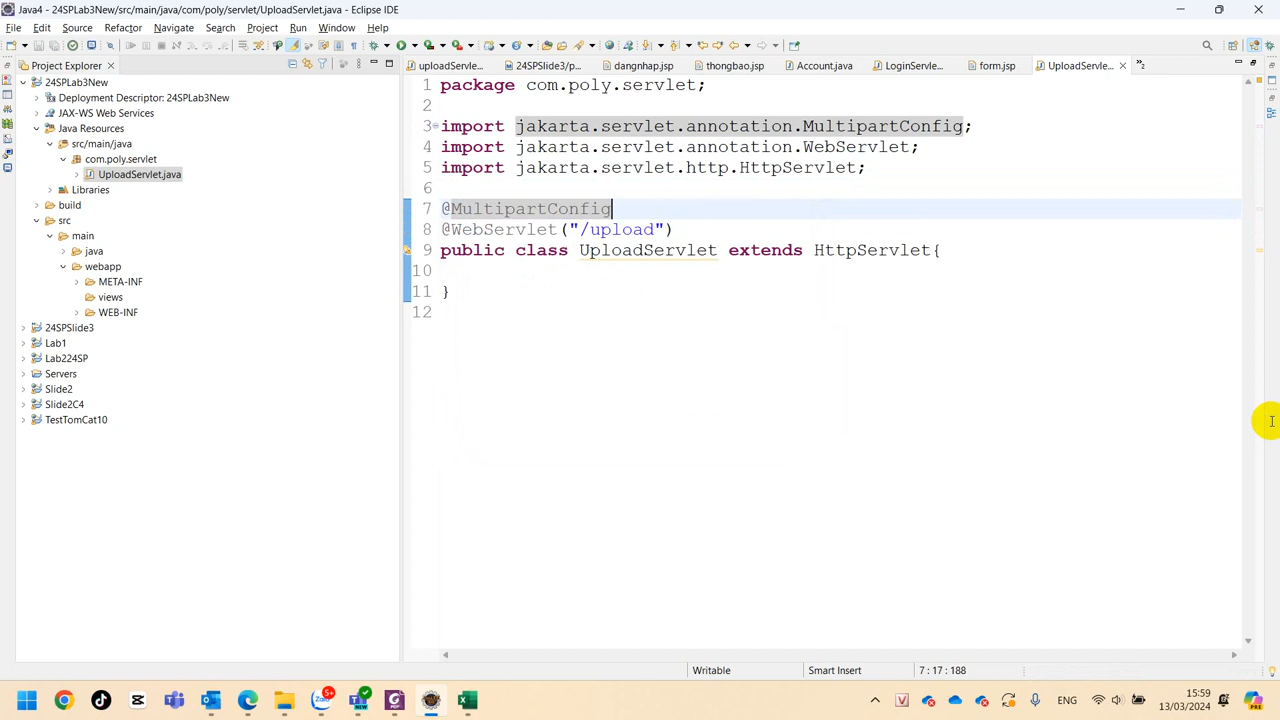 Java4 - 24SPLab3New/src/main/java/com/poly/servlet/UploadServlet.java - Eclipse IDE
File Edit Source Refactor Navigate Search Project Run Window Help
Project Explorer
uploadServle... 24SPSlide3/p... dangnhap.jsp thongbao.jsp Account.java LoginServle... form.jsp UploadServle...
24SPLab3New
Deployment Descriptor: 24SPLab3New
JAX-WS Web Services
Java Resources
src/main/java
com.poly.servlet
UploadServlet.java
Libraries
build
src
main
java
webapp
META-INF
views
WEB-INF
24SPSlide3
Lab1
Lab224SP
Servers
Slide2
Slide2C4
TestTomCat10
1 package com.poly.servlet;
2
3 import jakarta.servlet.annotation.MultipartConfig;
4 import jakarta.servlet.annotation.WebServlet;
5 import jakarta.servlet.http.HttpServlet;
6
7 @MultipartConfig
8 @WebServlet("/upload")
9 public class UploadServlet extends HttpServlet{
10
11 }
12
Writable Smart Insert 7 : 17 : 188
5+
NEW
ENG
15:59
13/03/2024
PRE